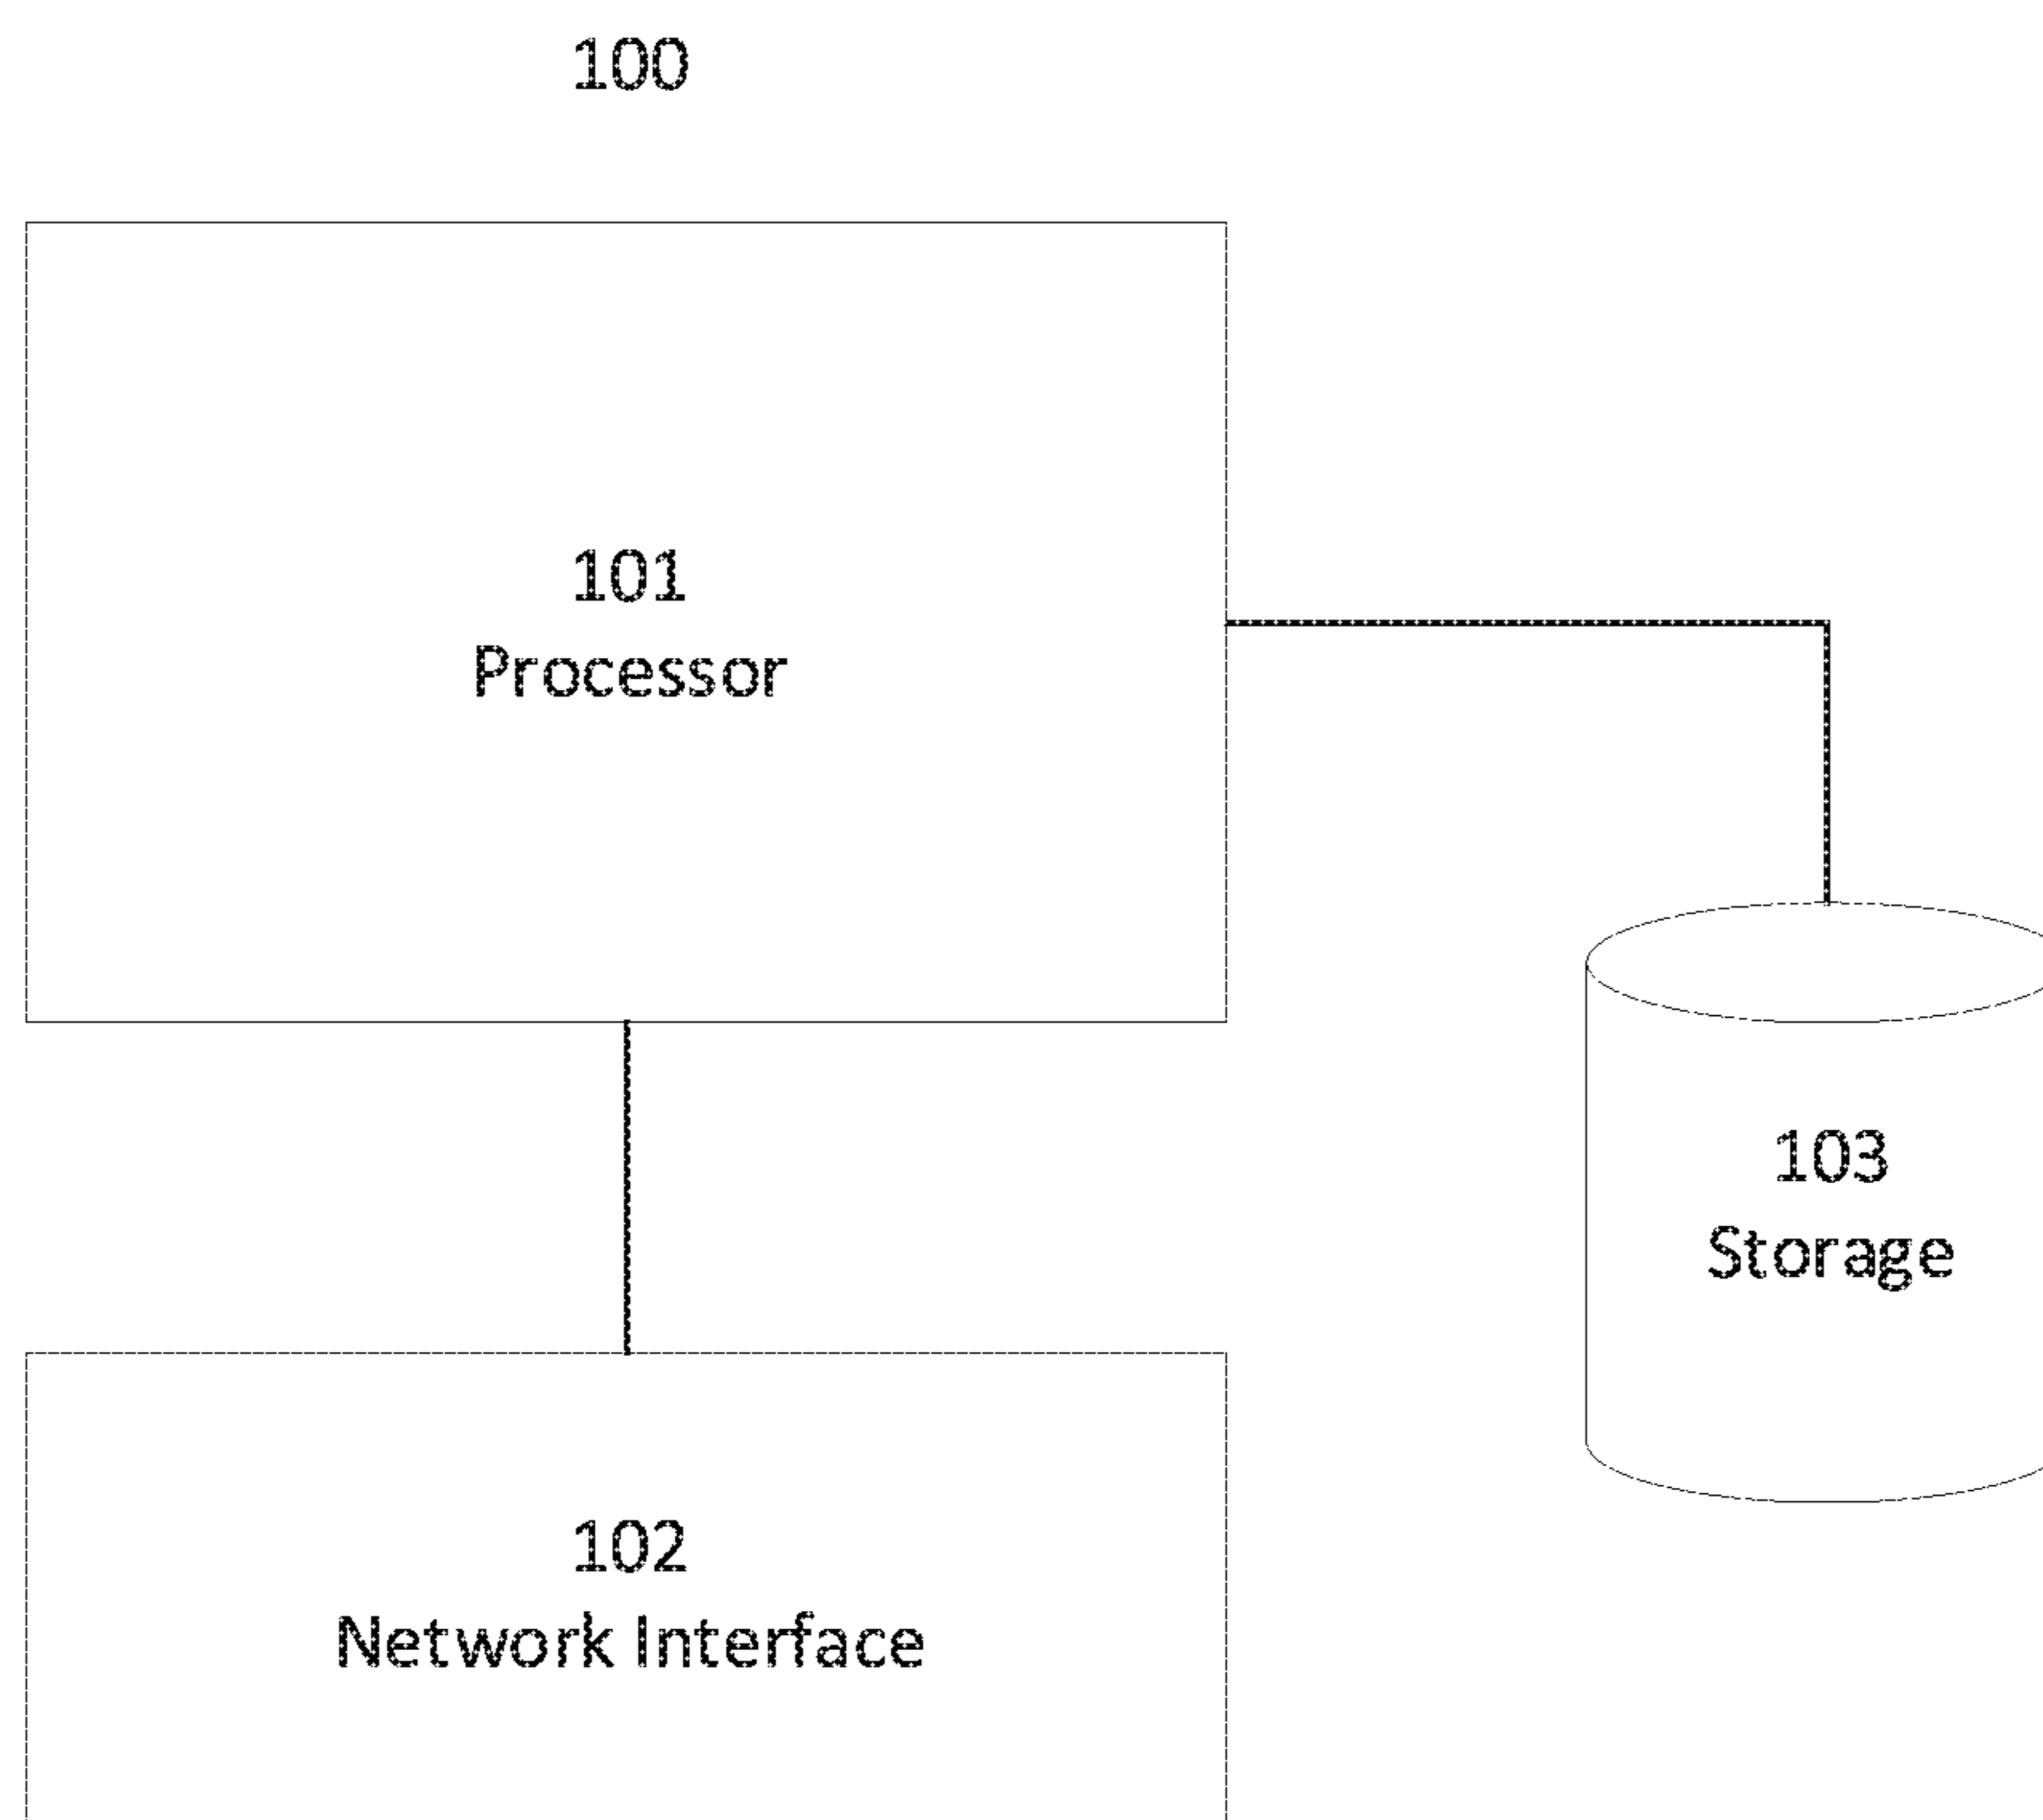 100
101
Processor
103
Storage
102
Network Interface